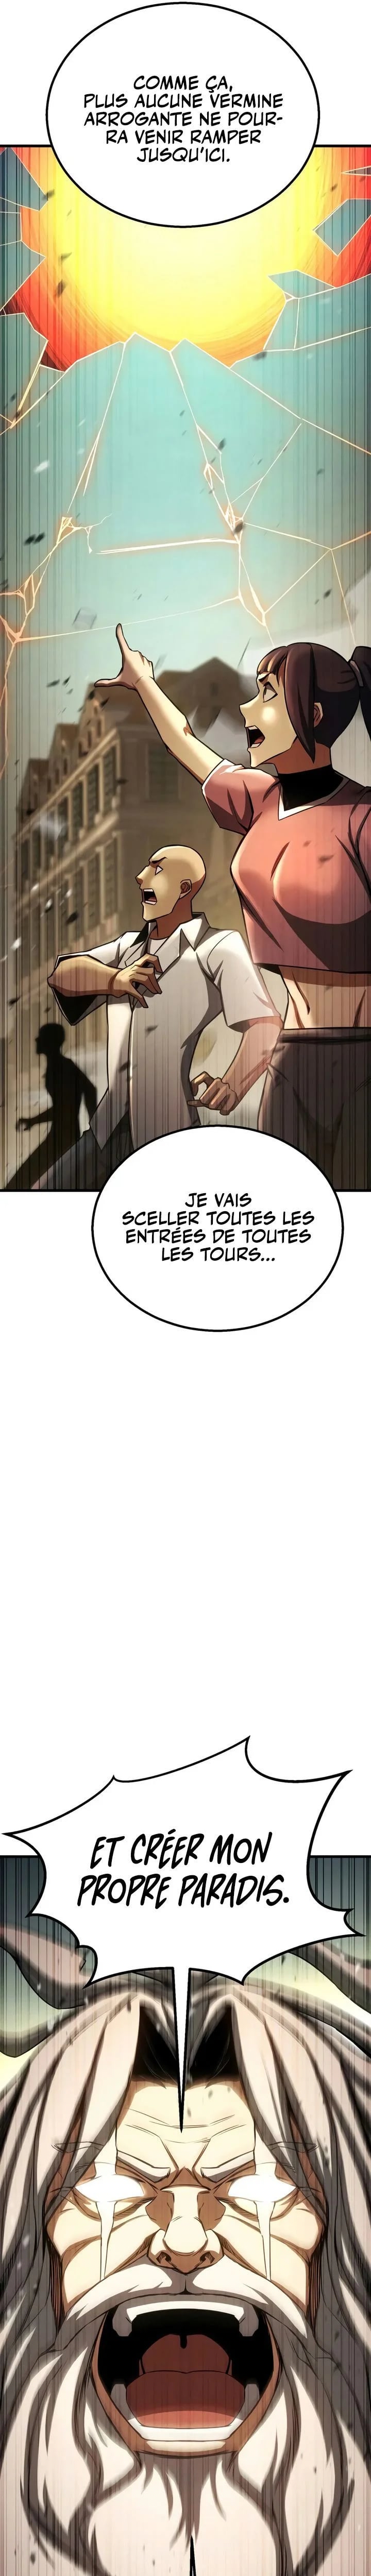 COMME ÇA,
PLUS AUCUNE VERMINE
ARROGANTE NE POUR-
RA VENIR RAMPER
JUSQU'ICI.
JE VAIS
SCELLER TOUTES LES
ENTRÉES DE TOUTES
LES TOURS...
ET CRÉER MON
PROPRE PARADIS.